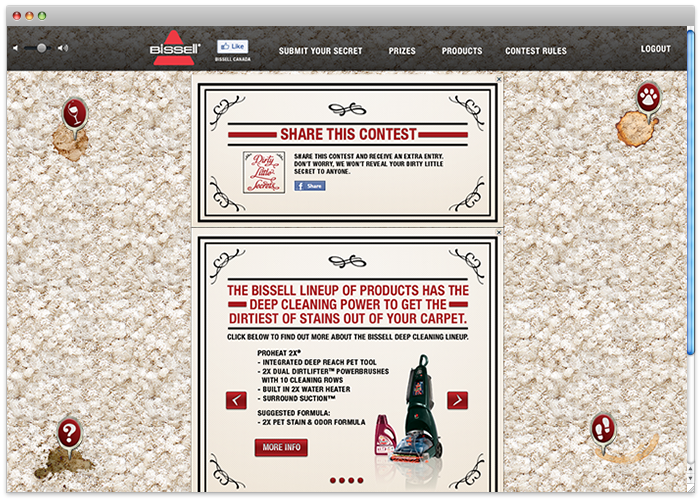 BISSELL®
Like
BISSELL CANADA
SUBMIT YOUR SECRET
PRIZES
PRODUCTS
CONTEST RULES
LOGOUT
SHARE THIS CONTEST
Dirty
Little
Secrets
SHARE THIS CONTEST AND RECEIVE AN EXTRA ENTRY.
DON'T WORRY, WE WON'T REVEAL YOUR DIRTY LITTLE
SECRET TO ANYONE.
f Share
THE BISSELL LINEUP OF PRODUCTS HAS THE
DEEP CLEANING POWER TO GET THE
DIRTIEST OF STAINS OUT OF YOUR CARPET.
CLICK BELOW TO FIND OUT MORE ABOUT THE BISSELL DEEP CLEANING LINEUP.
PROHEAT 2X®
- INTEGRATED DEEP REACH PET TOOL
- 2X DUAL DIRTLIFTER™ POWERBRUSHES
WITH 10 CLEANING ROWS
- BUILT IN 2X WATER HEATER
- SURROUND SUCTION™
SUGGESTED FORMULA:
- 2X PET STAIN & ODOR FORMULA
MORE INFO
?